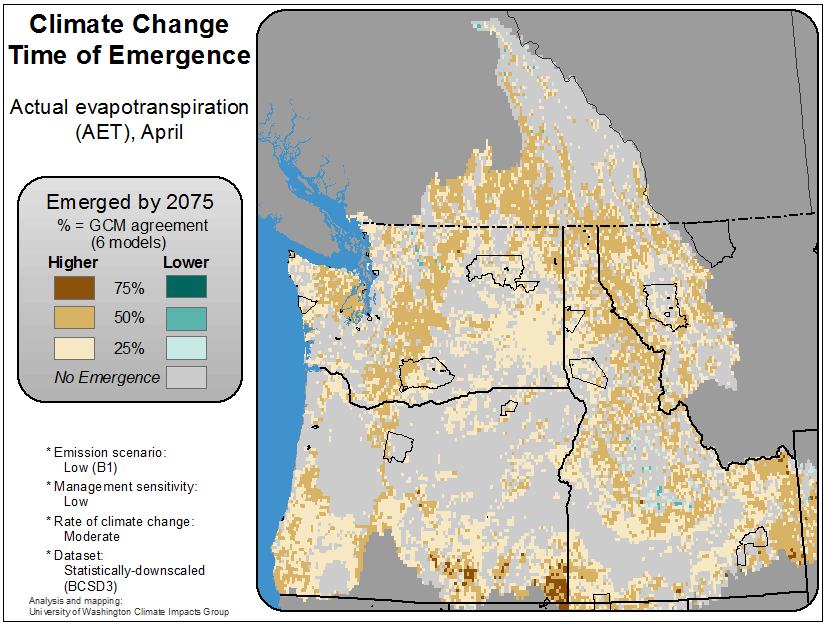 Climate Change
Time of Emergence
Actual evapotranspiration
(AET), April
Emerged by 2075
% = GCM agreement
(6 models)
Higher Lower
75%
50%
25%
No Emergence
* Emission scenario:
Low (B1)
* Management sensitivity:
Low
* Rate of climate change:
Moderate
* Dataset:
Statistically-downscaled
(BCSD3)
Analysis and mapping:
University of Washington Climate Impacts Group